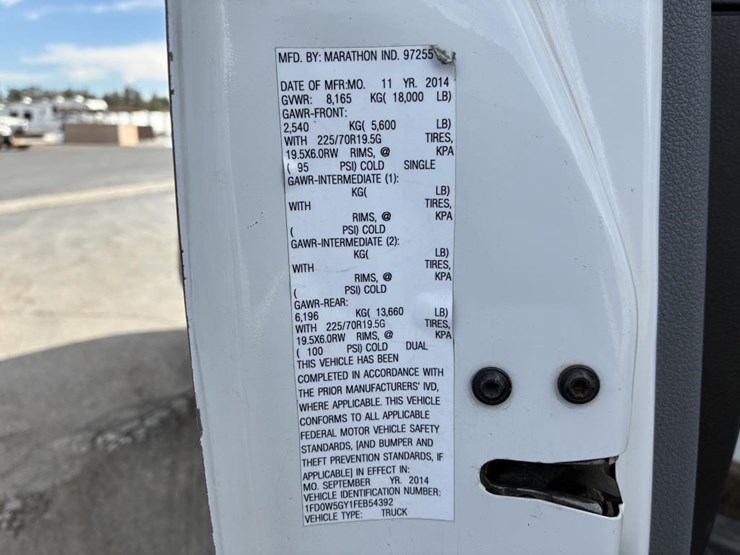 MFD. BY: MARATHON IND. 97255
DATE OF MFR:MO. 11 YR. 2014
GVWR: 8,165 KG( 18,000 LB)
GAWR-FRONT:
2,540 KG( 5,600 LB)
WITH 225/70R19.5G TIRES,
19.5X6.0RW RIMS, @ KPA
( 95 PSI) COLD SINGLE
GAWR-INTERMEDIATE (1):
KG( LB)
WITH TIRES,
RIMS, @ KPA
( PSI) COLD
GAWR-INTERMEDIATE (2):
KG( LB)
WITH TIRES,
RIMS, @ KPA
( PSI) COLD
GAWR-REAR:
6,196 KG( 13,660 LB)
WITH 225/70R19.5G TIRES,
19.5X6.0RW RIMS, @ KPA
( 100 PSI) COLD DUAL
THIS VEHICLE HAS BEEN
COMPLETED IN ACCORDANCE WITH
THE PRIOR MANUFACTURERS' IVD,
WHERE APPLICABLE. THIS VEHICLE
CONFORMS TO ALL APPLICABLE
FEDERAL MOTOR VEHICLE SAFETY
STANDARDS, [AND BUMPER AND
THEFT PREVENTION STANDARDS, IF
APPLICABLE] IN EFFECT IN:
MO. SEPTEMBER YR. 2014
VEHICLE IDENTIFICATION NUMBER:
1FD0W5GY1FEB54392
VEHICLE TYPE: TRUCK